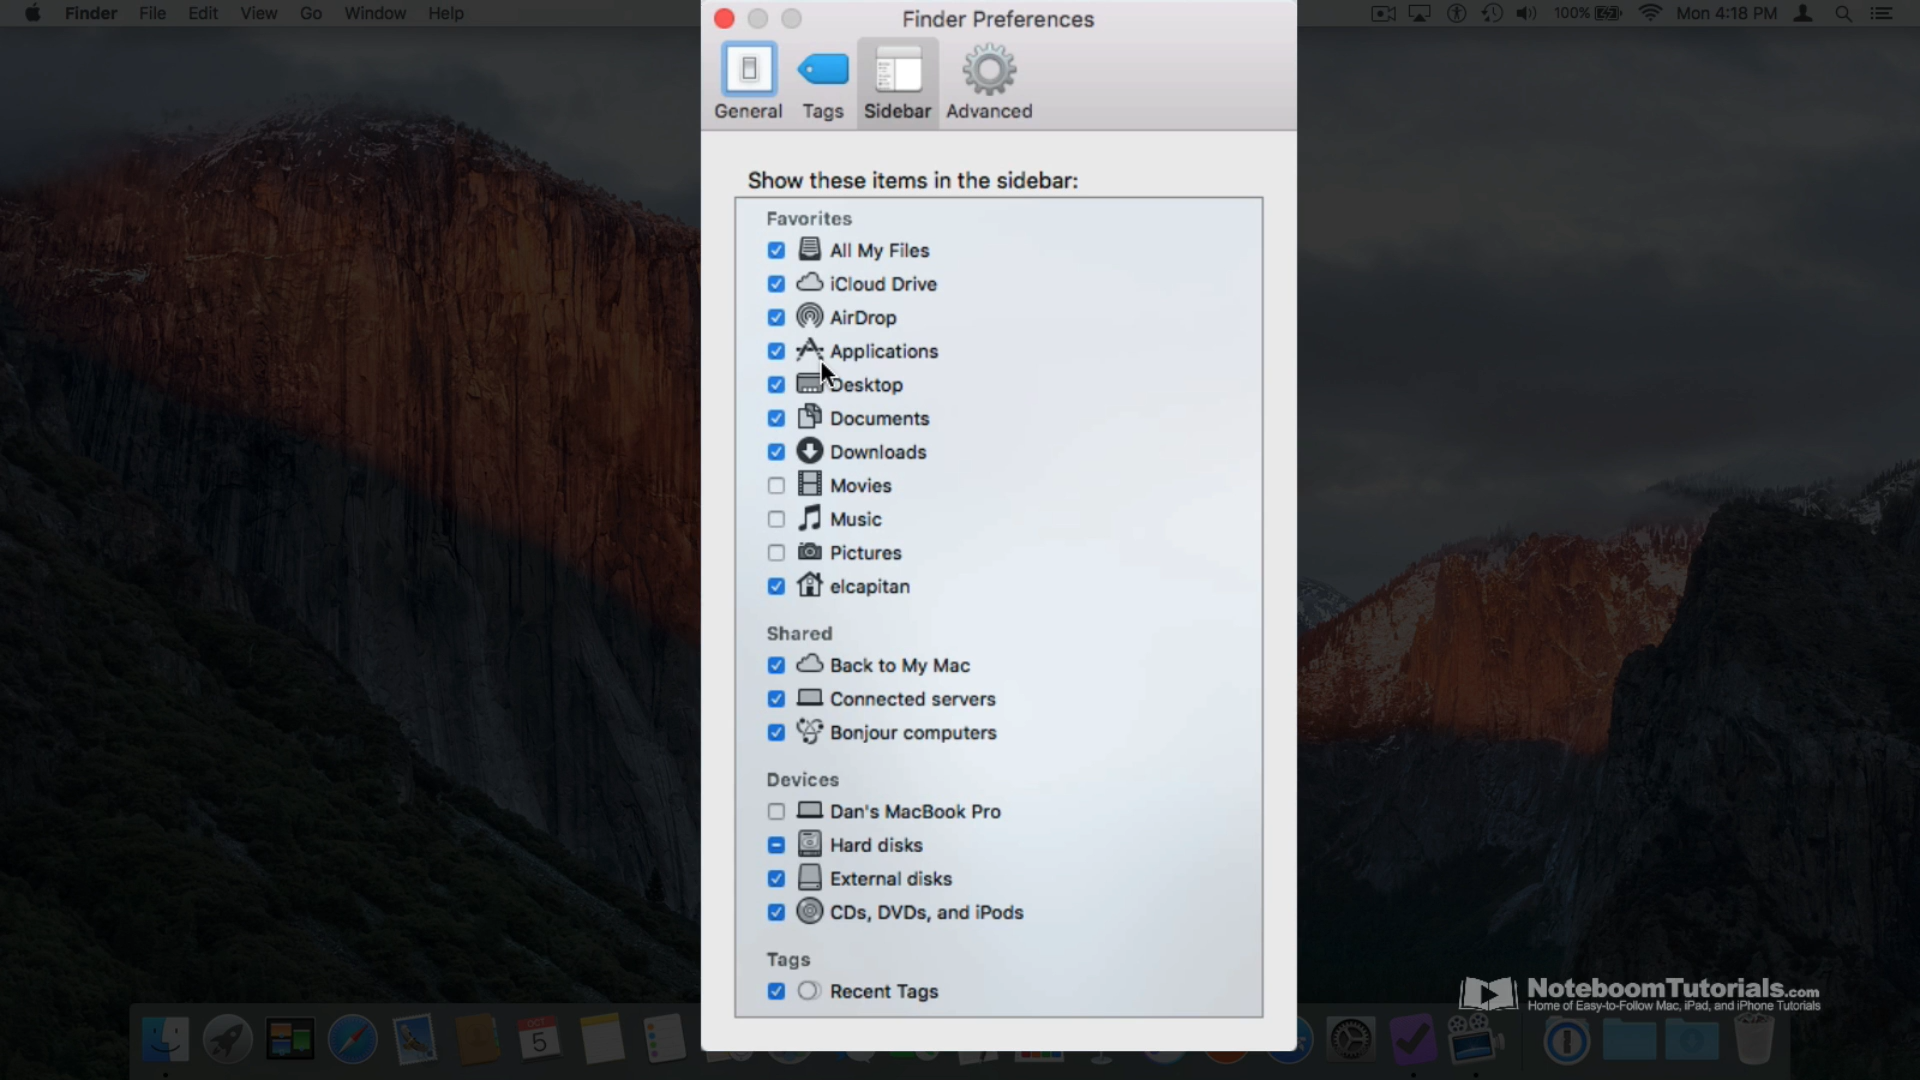 Finder File Edit View Go Window Help
100% Mon 4:18 PM
Finder Preferences
General Tags Sidebar Advanced
Show these items in the sidebar:
Favorites
All My Files
iCloud Drive
AirDrop
Applications
Desktop
Documents
Downloads
Movies
Music
Pictures
elcapitan
Shared
Back to My Mac
Connected servers
Bonjour computers
Devices
Dan's MacBook Pro
Hard disks
External disks
CDs, DVDs, and iPods
Tags
Recent Tags
NoteboomTutorials.com
Home of Easy-to-Follow Mac, iPad, and iPhone Tutorials
OCT
5